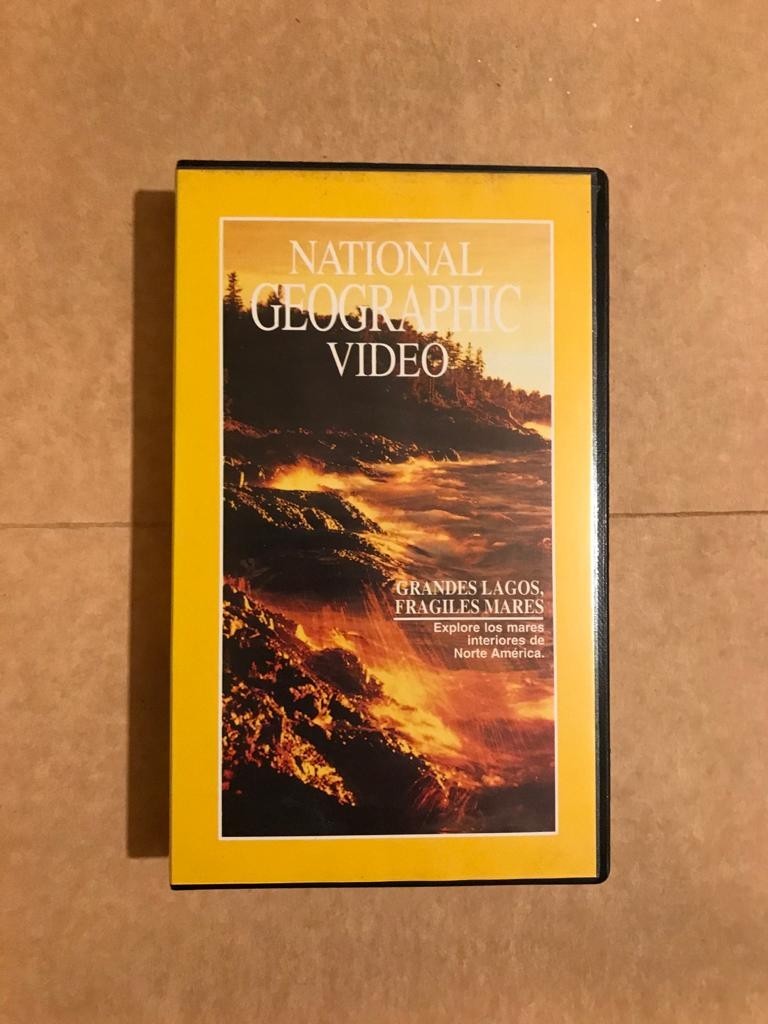 NATIONAL
GEOGRAPHIC
VIDEO
GRANDES LAGOS,
FRAGILES MARES
Explore los mares
interiores de
Norte América.